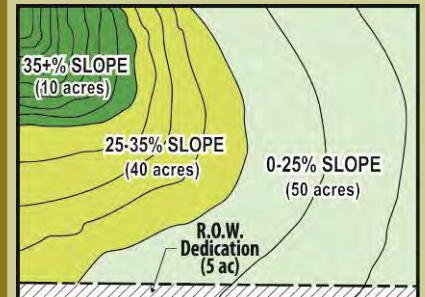 35+% SLOPE
(10 acres)
25-35% SLOPE
(40 acres)
0-25% SLOPE
(50 acres)
R.O.W.
Dedication
(5 ac)